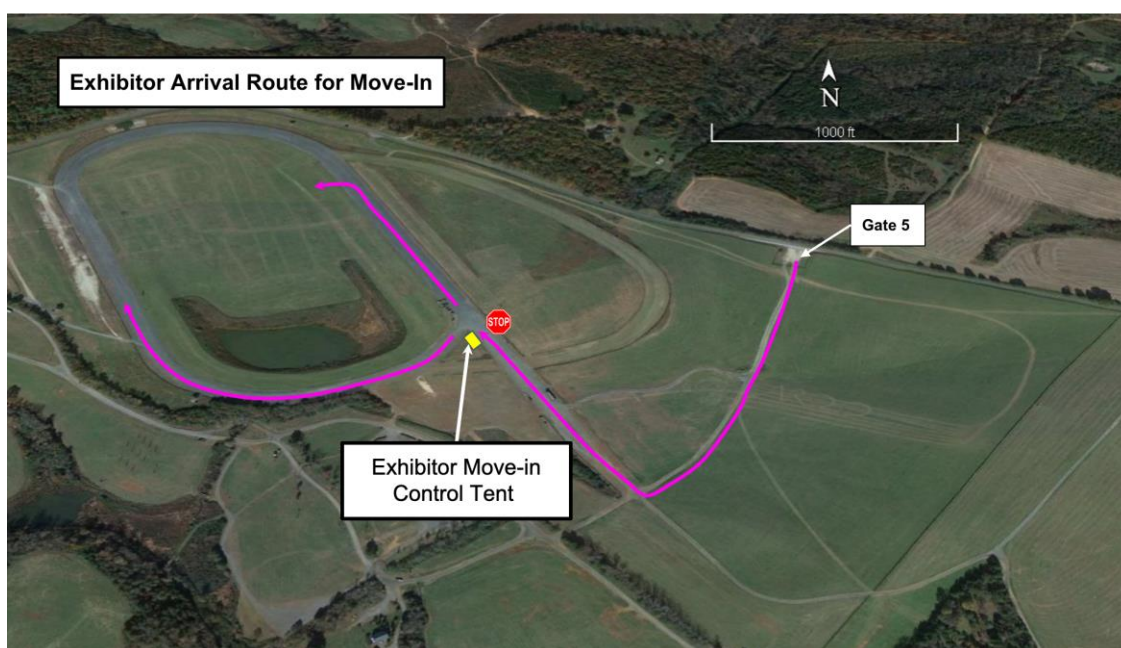 Exhibitor Arrival Route for Move-In
N
1000 ft
Gate 5
STOP
Exhibitor Move-in
Control Tent